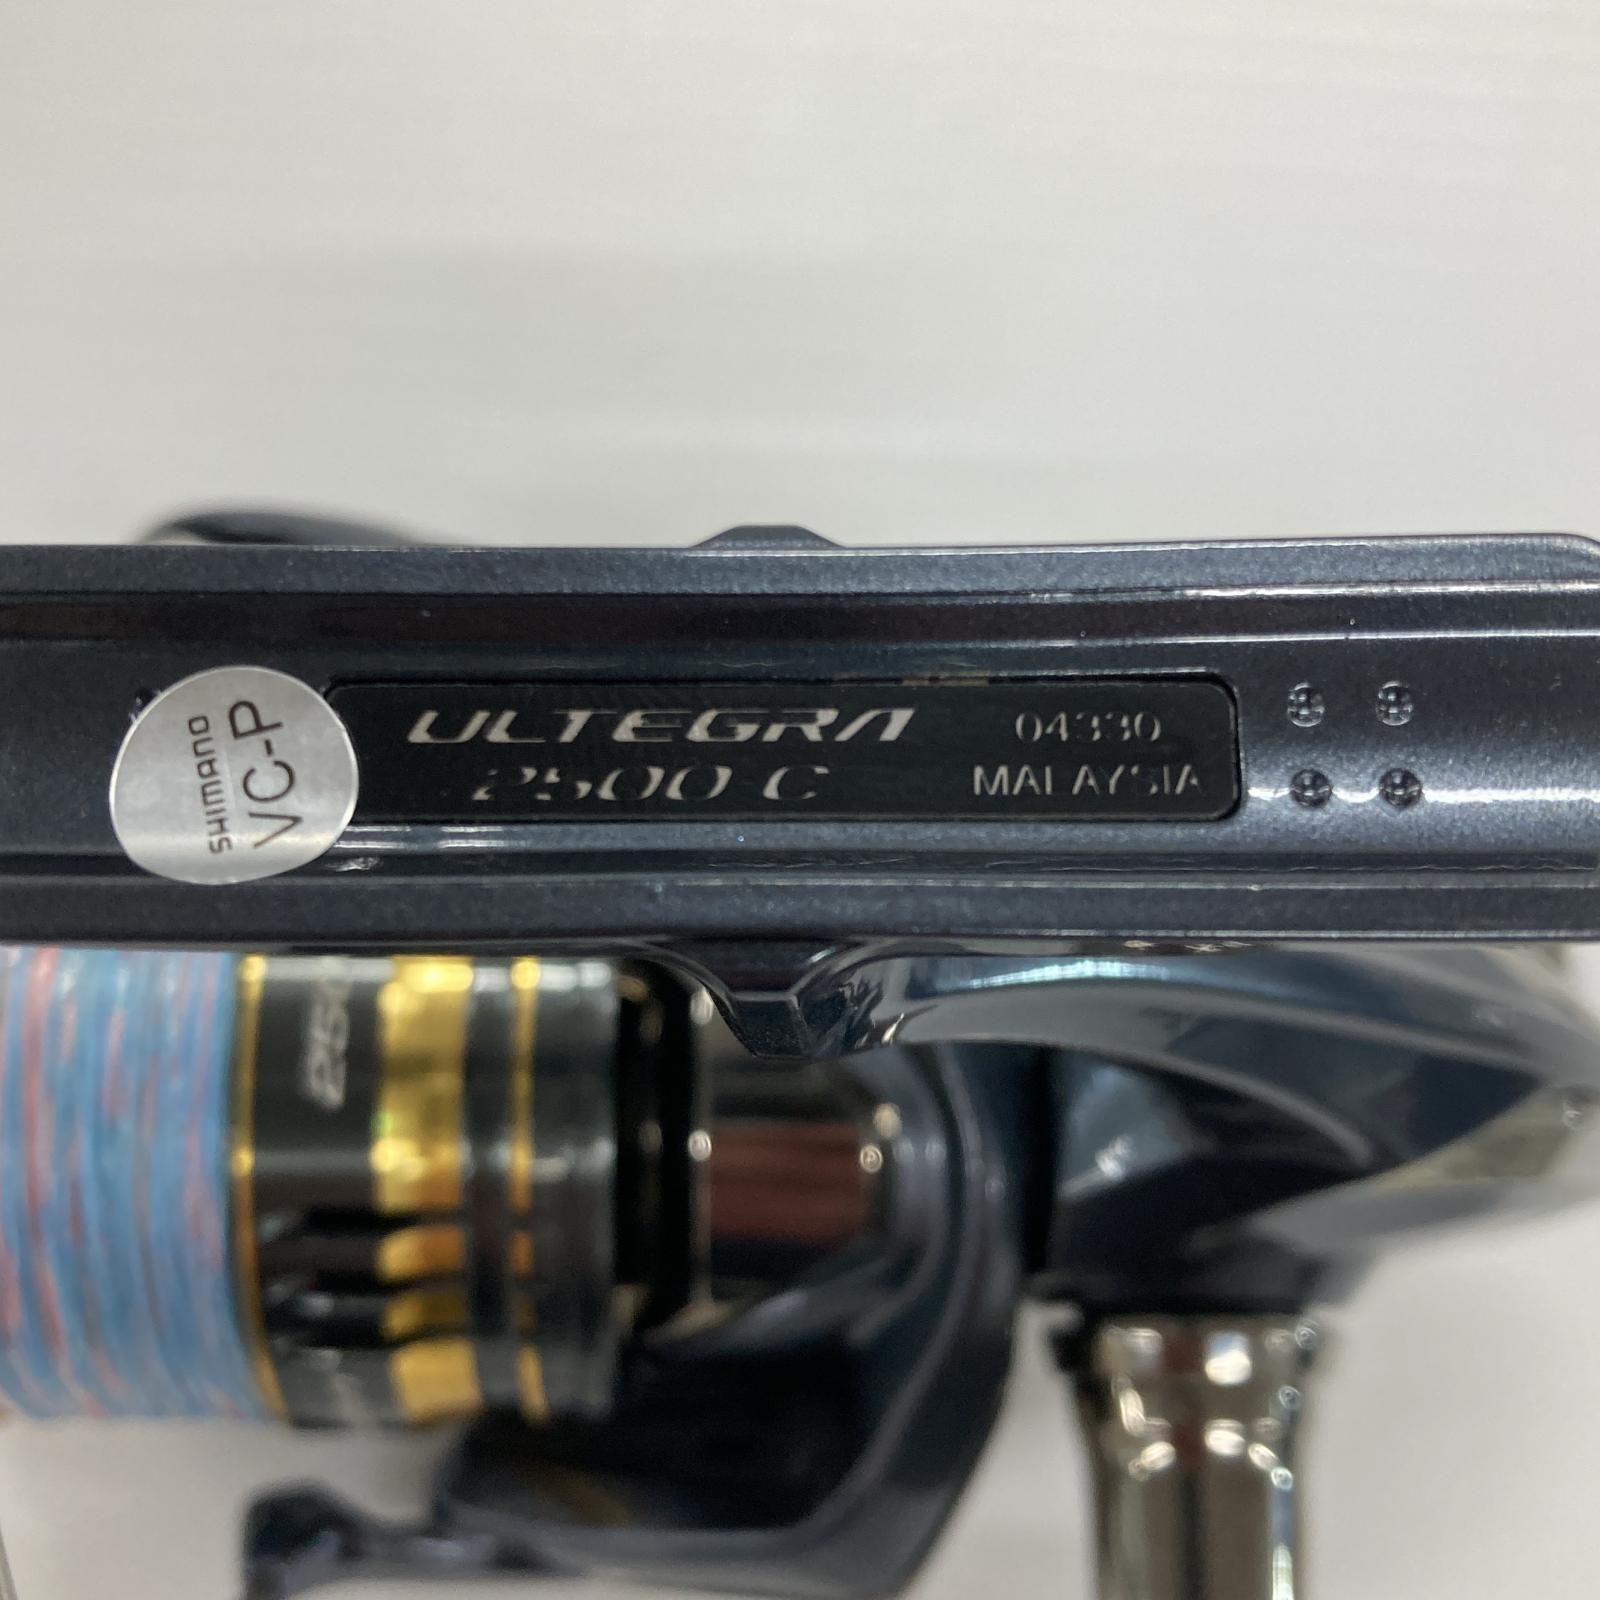 SHIMANO
VC-P
ULTEGRA
2500 C
04330
MALAYSIA